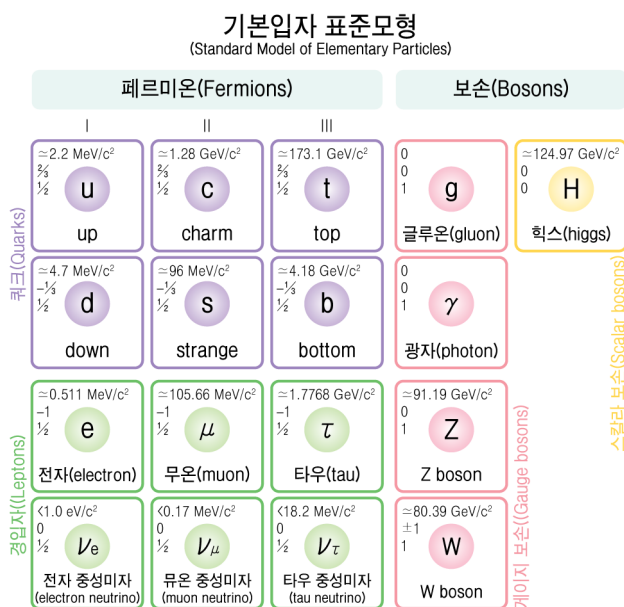 기본입자 표준모형
(Standard Model of Elementary Particles)
페르미온(Fermions)
보손(Bosons)
I
II
III
≃2.2 MeV/c²
⅔
½
u
up
≃1.28 GeV/c²
⅔
½
c
charm
≃173.1 GeV/c²
⅔
½
t
top
0
0
1
g
글루온(gluon)
≃124.97 GeV/c²
0
0
H
힉스(higgs)
쿼크(Quarks)
≃4.7 MeV/c²
-⅓
½
d
down
≃96 MeV/c²
-⅓
½
s
strange
≃4.18 GeV/c²
-⅓
½
b
bottom
0
0
1
γ
광자(photon)
스칼라 보손(Scalar bosons)
≃0.511 MeV/c²
-1
½
e
전자(electron)
≃105.66 MeV/c²
-1
½
μ
무온(muon)
≃1.7768 GeV/c²
-1
½
τ
타우(tau)
≃91.19 GeV/c²
0
1
Z
Z boson
경입자((Leptons)
<1.0 eV/c²
0
½
νe
전자 중성미자
(electron neutrino)
<0.17 MeV/c²
0
½
νμ
뮤온 중성미자
(muon neutrino)
<18.2 MeV/c²
0
½
ντ
타우 중성미자
(tau neutrino)
≃80.39 GeV/c²
±1
1
W
W boson
게이지 보손((Gauge bosons)